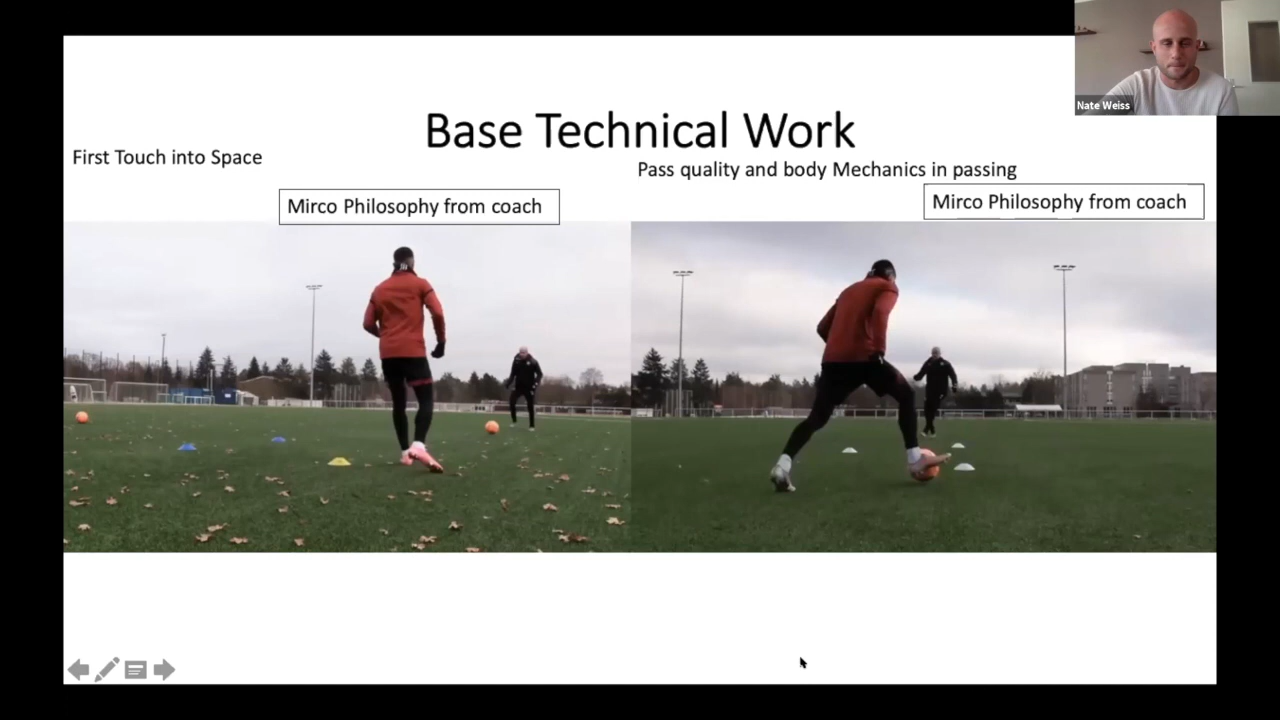 Nate Weiss
Base Technical Work
First Touch into Space
Pass quality and body Mechanics in passing
Mirco Philosophy from coach
Mirco Philosophy from coach